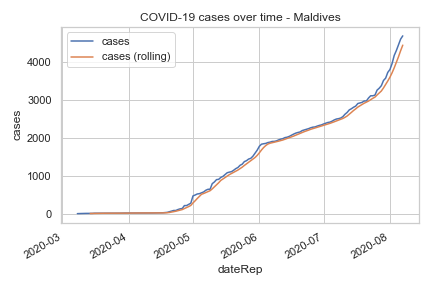 COVID-19 cases over time - Maldives
cases
cases (rolling)
4000
3000
2000
1000
0
cases
2020-03
2020-04
2020-05
2020-06
2020-07
2020-08
dateRep